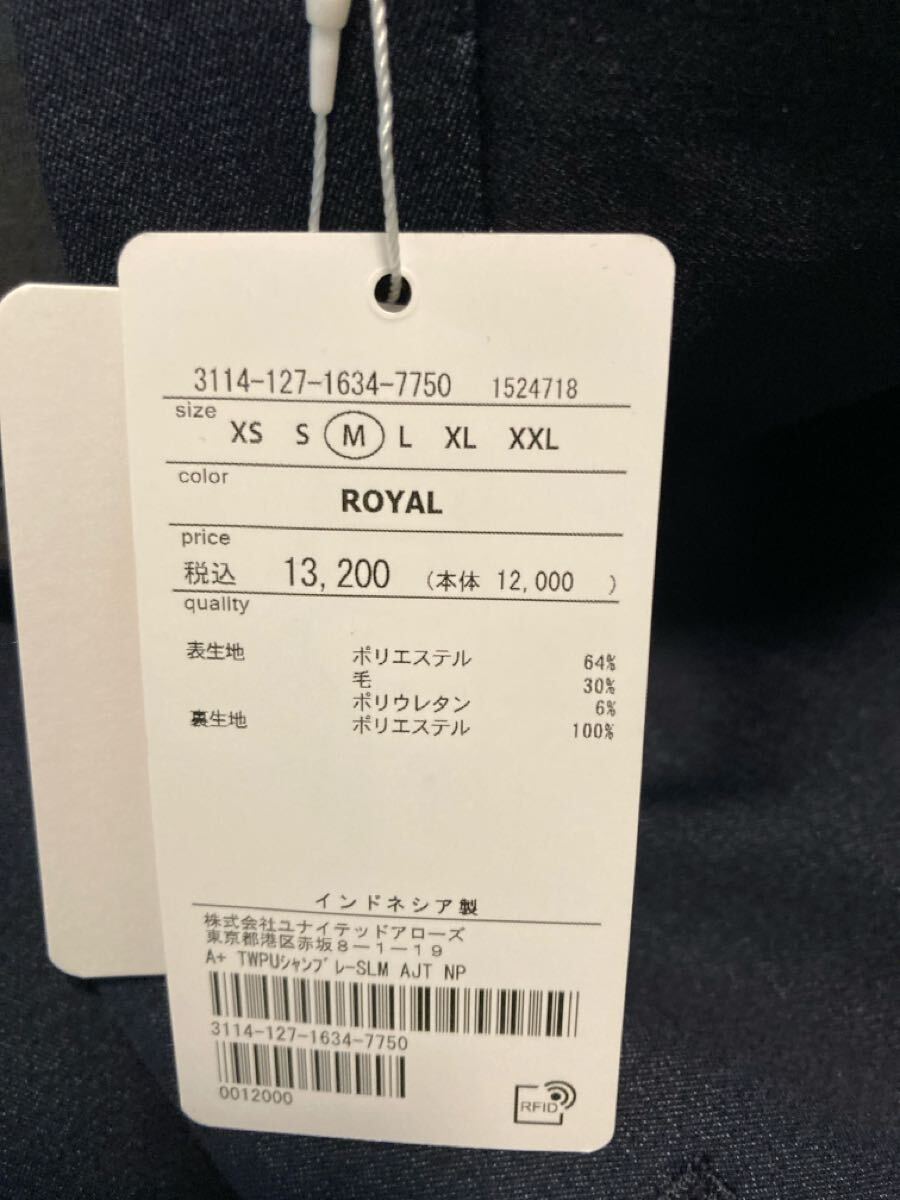 3114-127-1634-7750 1524718
size
XS S M L XL XXL
color
ROYAL
price
税込 13,200 (本体 12,000 )
quality
表生地 ポリエステル 64%
毛 30%
ポリウレタン 6%
裏生地 ポリエステル 100%
インドネシア製
株式会社ユナイテッドアローズ
東京都港区赤坂8-1-19
A+ TWPUシャンブレーSLM AJT NP
3114-127-1634-7750
0012000
RFID